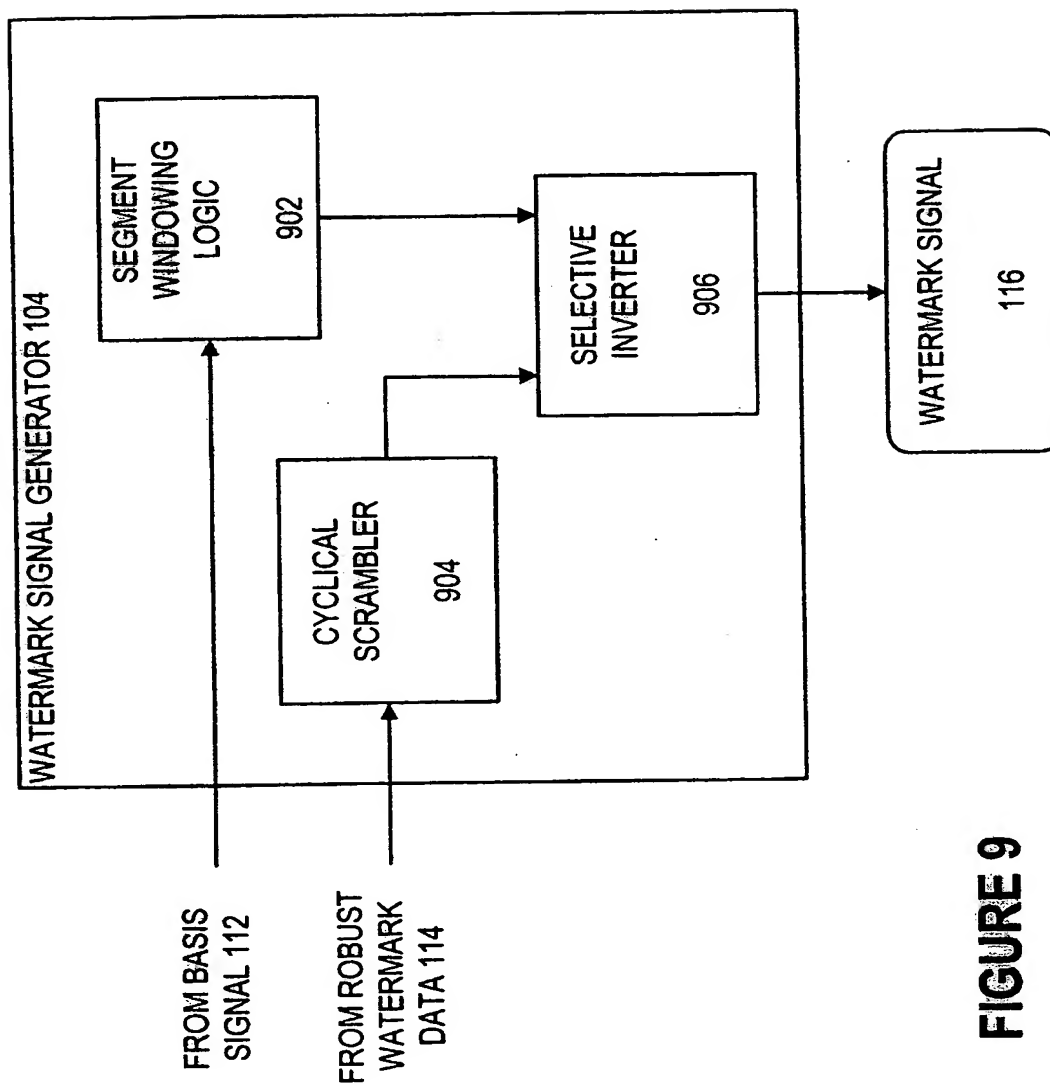 WATERMARK SIGNAL GENERATOR 104
SEGMENT
WINDOWING
LOGIC
902
CYCLICAL
SCRAMBLER
904
SELECTIVE
INVERTER
906
WATERMARK SIGNAL
116
FROM BASIS
SIGNAL 112
FROM ROBUST
WATERMARK
DATA 114
FIGURE 9